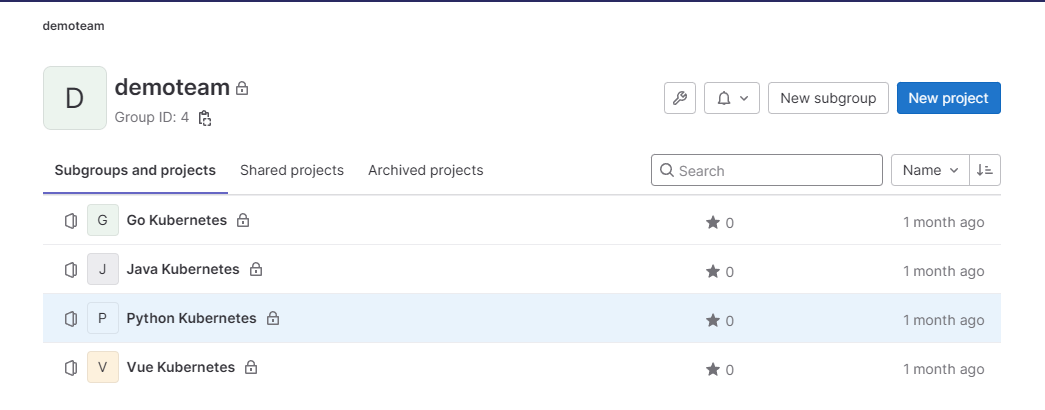 demoteam
D
demoteam
Group ID: 4
New subgroup
New project
Subgroups and projects
Shared projects
Archived projects
Search
Name
G Go Kubernetes 0 1 month ago
J Java Kubernetes 0 1 month ago
P Python Kubernetes 0 1 month ago
V Vue Kubernetes 0 1 month ago